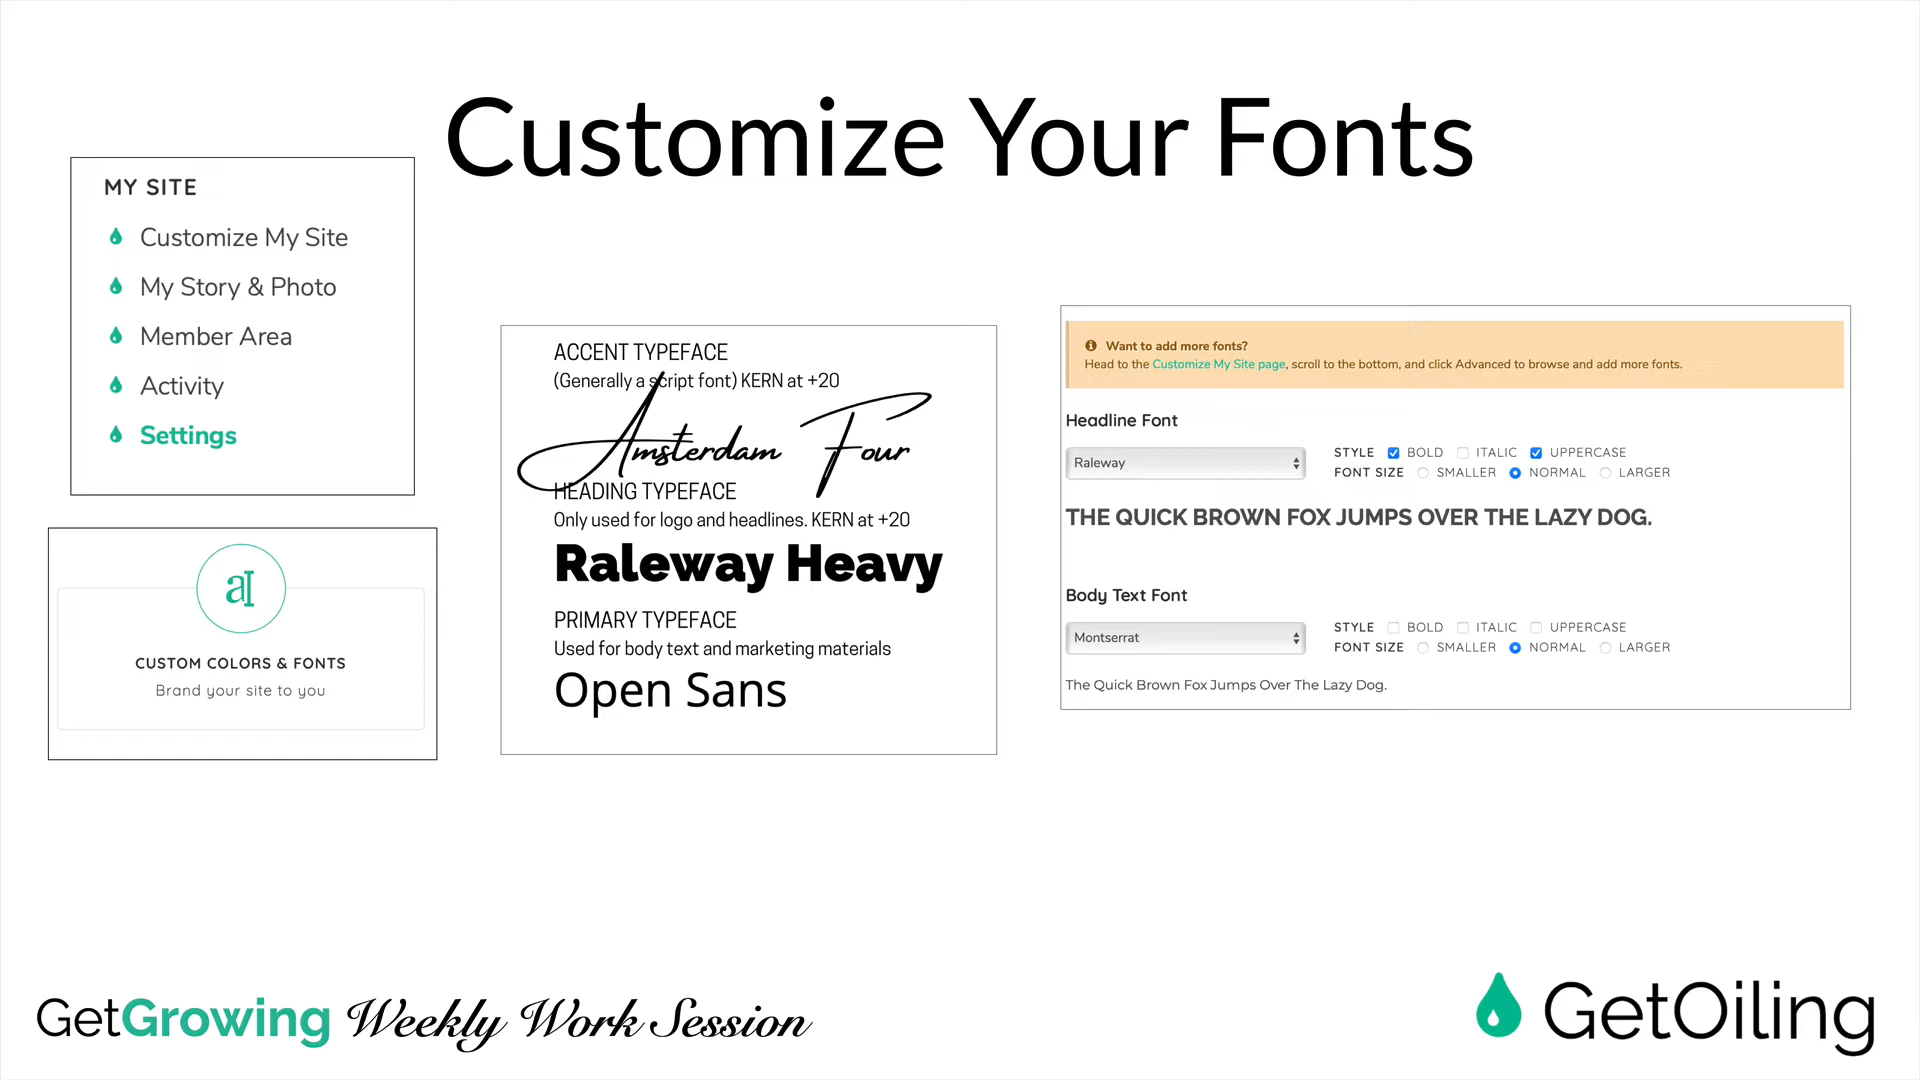 Customize Your Fonts
MY SITE
Customize My Site
My Story & Photo
Member Area
Activity
Settings
aI
CUSTOM COLORS & FONTS
Brand your site to you
ACCENT TYPEFACE
(Generally a script font) KERN at +20
Amsterdam Four
HEADING TYPEFACE
Only used for logo and headlines. KERN at +20
Raleway Heavy
PRIMARY TYPEFACE
Used for body text and marketing materials
Open Sans
Want to add more fonts?
Head to the Customize My Site page, scroll to the bottom, and click Advanced to browse and add more fonts.
Headline Font
Raleway
STYLE BOLD ITALIC UPPERCASE
FONT SIZE SMALLER NORMAL LARGER
THE QUICK BROWN FOX JUMPS OVER THE LAZY DOG.
Body Text Font
Montserrat
STYLE BOLD ITALIC UPPERCASE
FONT SIZE SMALLER NORMAL LARGER
The Quick Brown Fox Jumps Over The Lazy Dog.
GetGrowing Weekly Work Session
GetOiling